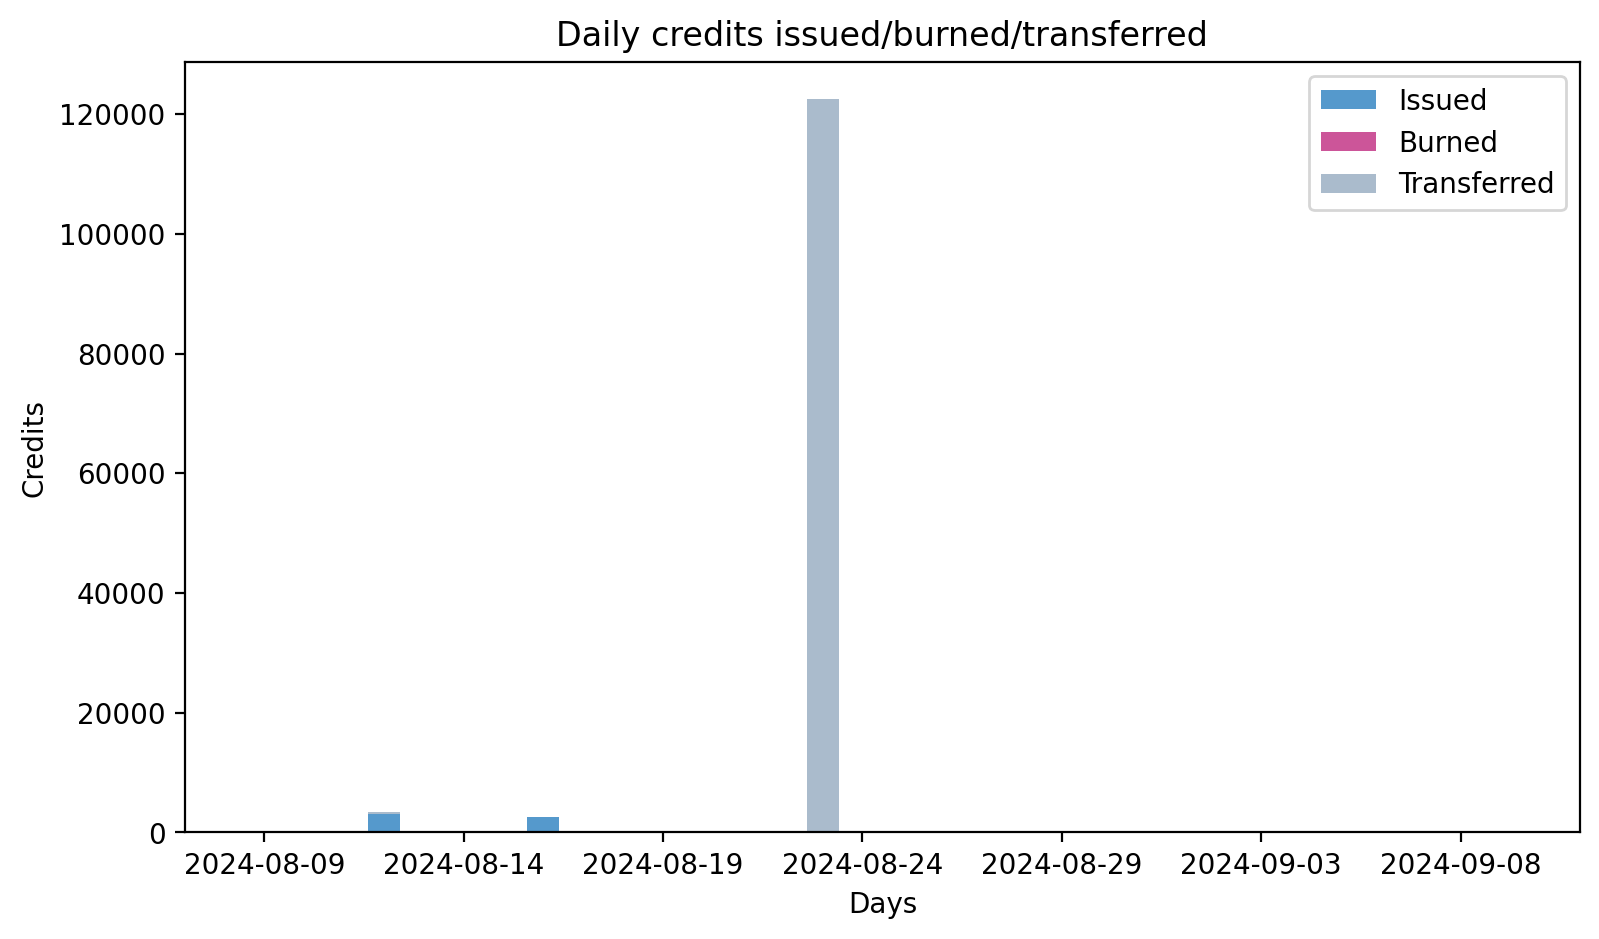 Daily credits issued/burned/transferred
Issued
Burned
Transferred
120000
100000
80000
60000
40000
20000
0
Credits
2024-08-09 2024-08-14 2024-08-19 2024-08-24 2024-08-29 2024-09-03 2024-09-08
Days